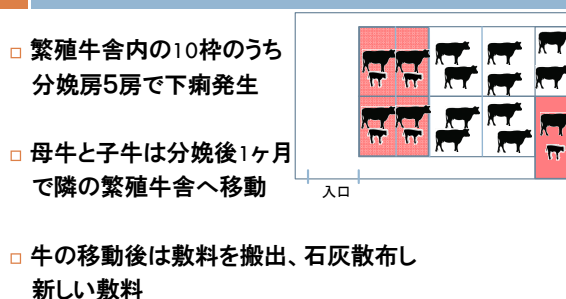 繁殖牛舎内の10枠のうち
分娩房5房で下痢発生
母牛と子牛は分娩後1ヶ月
で隣の繁殖牛舎へ移動
入口
牛の移動後は敷料を搬出、石灰散布し
新しい敷料